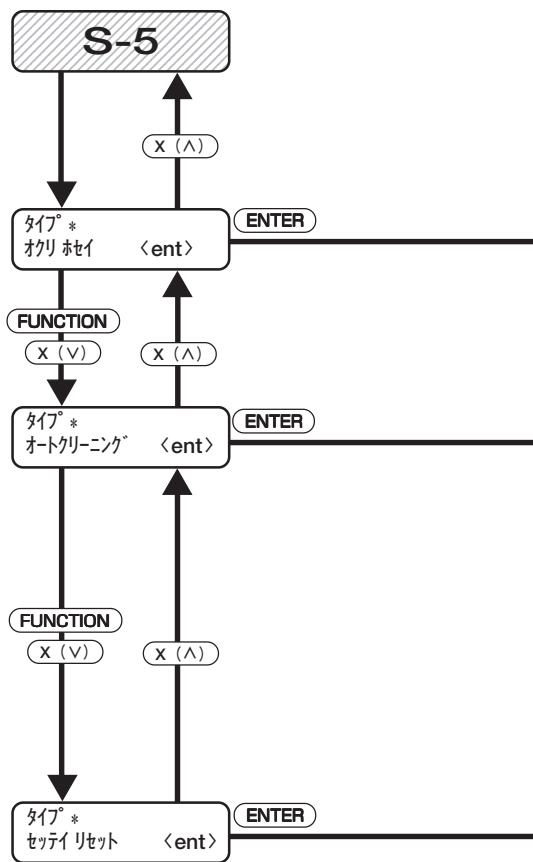 S-5
X (∧)
ﾀｲﾌﾟ *
ｵｸﾘ ﾎｾｲ 〈ent〉
ENTER
FUNCTION
X (∨)
X (∧)
ﾀｲﾌﾟ *
ｵｰﾄｸﾘｰﾆﾝｸﾞ 〈ent〉
ENTER
FUNCTION
X (∨)
X (∧)
ﾀｲﾌﾟ *
ｾｯﾃｲ ﾘｾｯﾄ 〈ent〉
ENTER